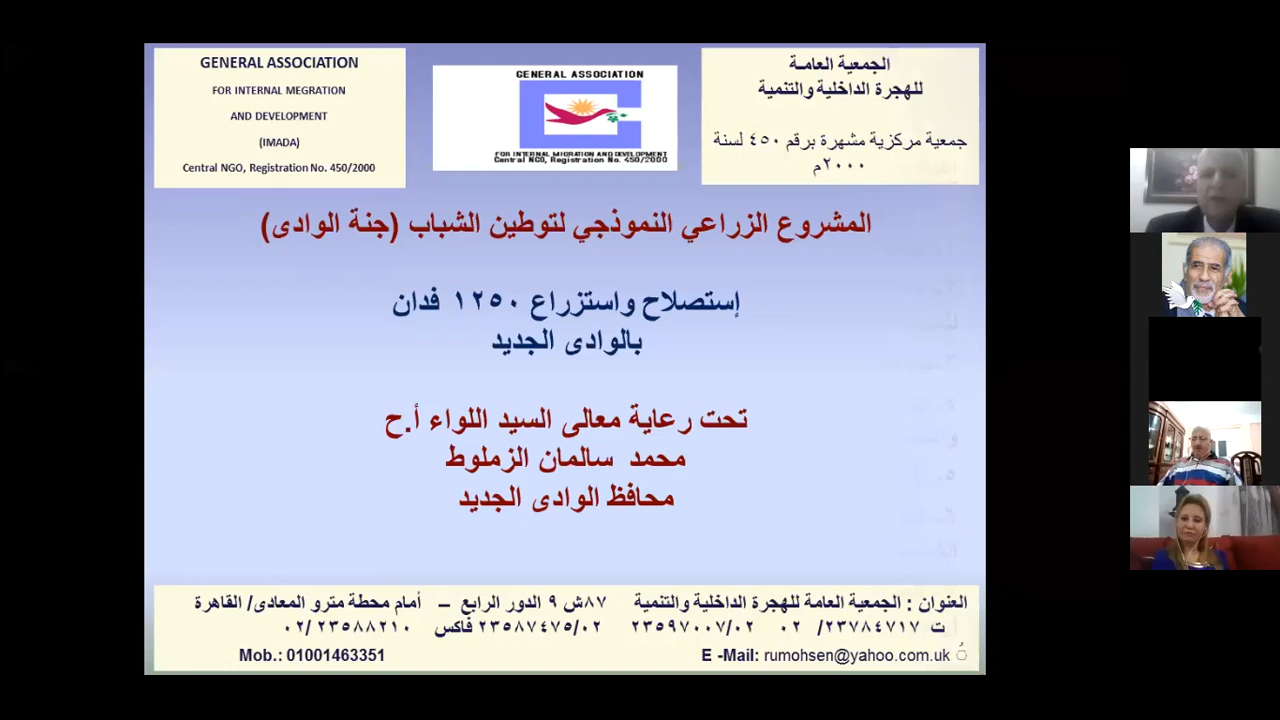 GENERAL ASSOCIATION
FOR INTERNAL MEGRATION
AND DEVELOPMENT
(IMADA)
Central NGO, Registration No. 450/2000
GENERAL ASSOCIATION
FOR INTERNAL MIGRATION AND DEVELOPMENT
Central NGO, Registration No. 450/2000
الجمعية العامة
للهجرة الداخلية والتنمية
جمعية مركزية مشهرة برقم ٤٥٠ لسنة
٢٠٠٠م
المشروع الزراعي النموذجي لتوطين الشباب (جنة الوادى)
إستصلاح واستزراع ١٢٥٠ فدان
بالوادى الجديد
تحت رعاية معالى السيد اللواء أ.ح
محمد سالمان الزملوط
محافظ الوادى الجديد
العنوان : الجمعية العامة للهجرة الداخلية والتنمية ٨٧ش ٩ الدور الرابع – أمام محطة مترو المعادى/ القاهرة
ت ٢٣٧٨٤٧١٧/ ٠٢ ٢٣٥٩٧٠٠٧/٠٢ ٢٣٥٨٧٤٧٥/٠٢ فاكس ٢٣٥٨٨٢١٠ /٠٢
Mob.: 01001463351
E -Mail: rumohsen@yahoo.com.uk